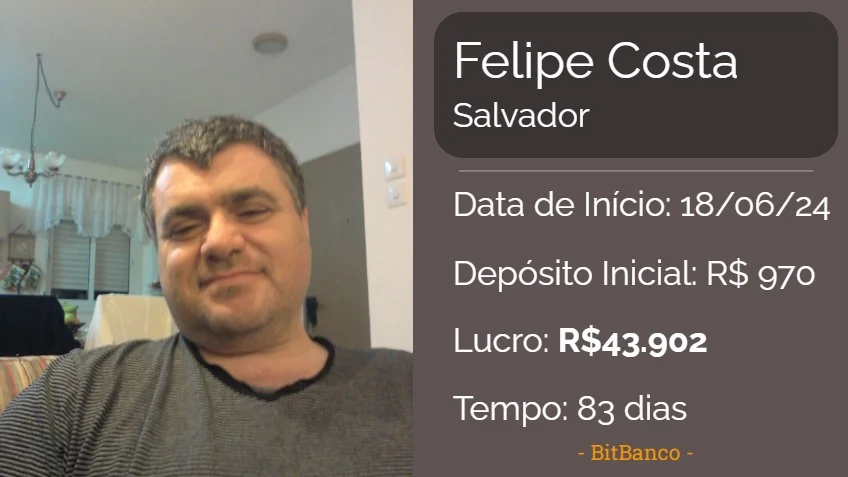 Felipe Costa
Salvador
Data de Início: 18/06/24
Depósito Inicial: R$ 970
Lucro: R$43.902
Tempo: 83 dias
- BitBanco -